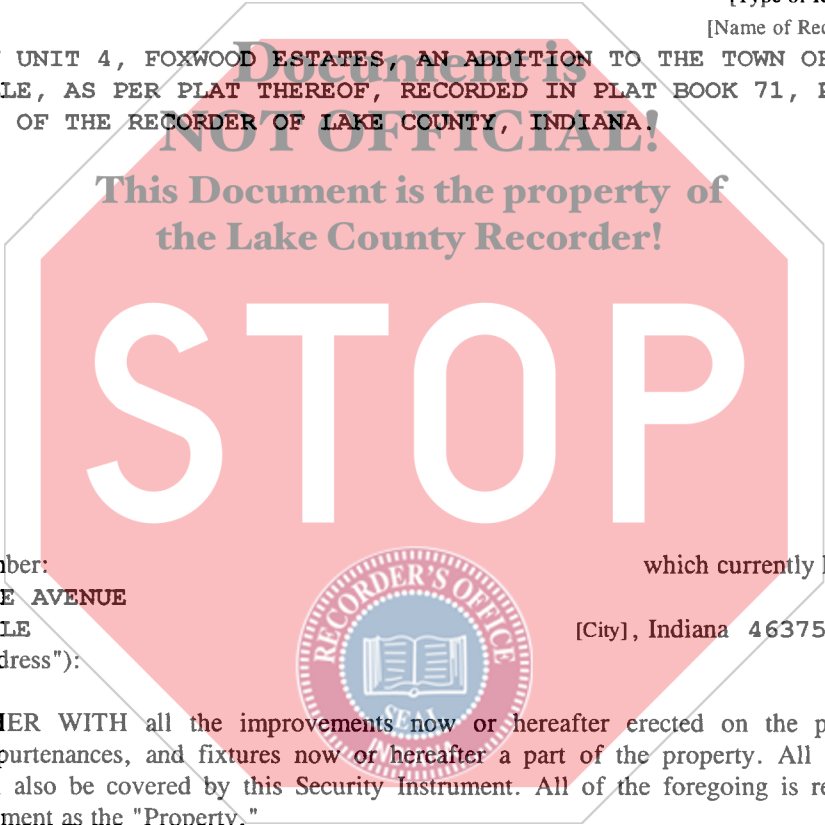 [Type of R
[Name of Rec
UNIT 4, FOXWOOD ESTATES, AN ADDITION TO THE TOWN OF
LE, AS PER PLAT THEREOF, RECORDED IN PLAT BOOK 71,
OF THE RECORDER OF LAKE COUNTY, INDIANA.
Document is
NOT OFFICIAL!
This Document is the property of
the Lake County Recorder!
STOP
nber: which currently
E AVENUE
LE [City], Indiana 46375
dress"):
RECORDER'S OFFICE
SEAL
INDIANA
HER WITH all the improvements now or hereafter erected on the p
purtenances, and fixtures now or hereafter a part of the property. All
also be covered by this Security Instrument. All of the foregoing is re
ment as the "Property."